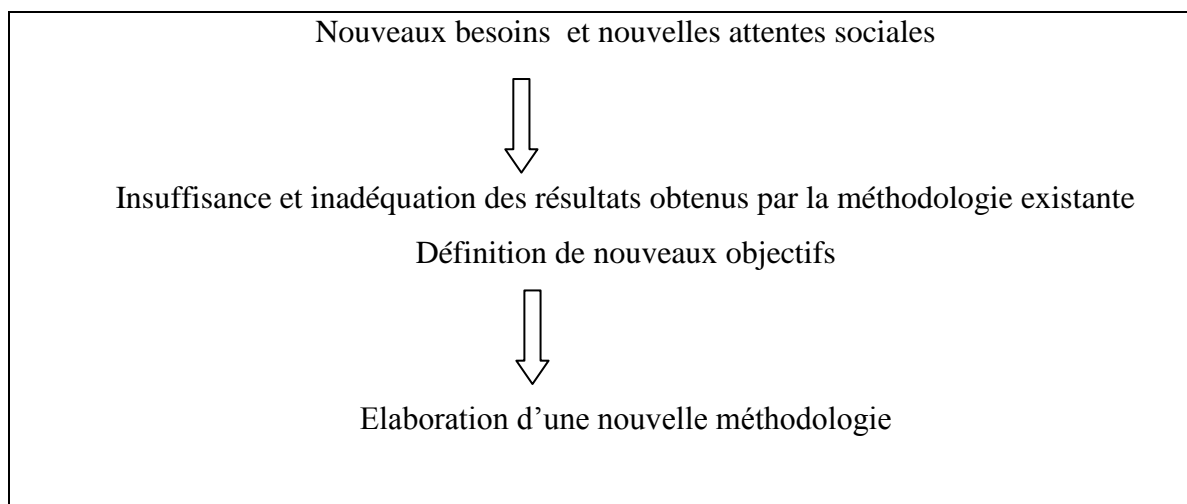 Nouveaux besoins et nouvelles attentes sociales
Insuffisance et inadéquation des résultats obtenus par la méthodologie existante
Définition de nouveaux objectifs
Elaboration d’une nouvelle méthodologie